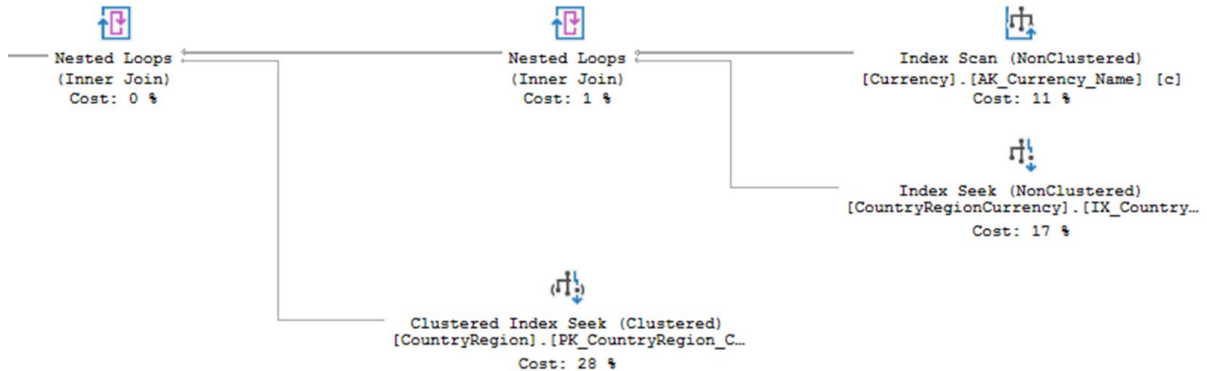 Nested Loops
(Inner Join)
Cost: 0 %
Nested Loops
(Inner Join)
Cost: 1 %
Index Scan (NonClustered)
[Currency].[AK_Currency_Name] [c]
Cost: 11 %
Index Seek (NonClustered)
[CountryRegionCurrency].[IX_Country…
Cost: 17 %
Clustered Index Seek (Clustered)
[CountryRegion].[PK_CountryRegion_C…
Cost: 28 %